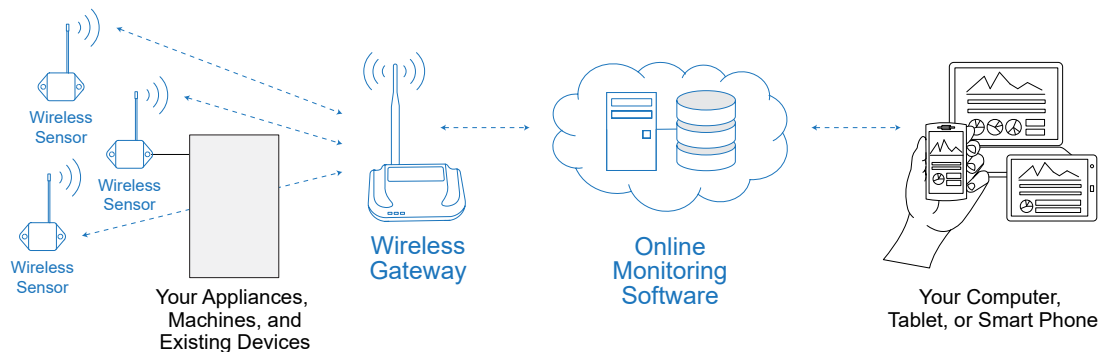 Wireless
Sensor
Wireless
Sensor
Wireless
Sensor
Your Appliances,
Machines, and
Existing Devices
Wireless
Gateway
Online
Monitoring
Software
Your Computer,
Tablet, or Smart Phone